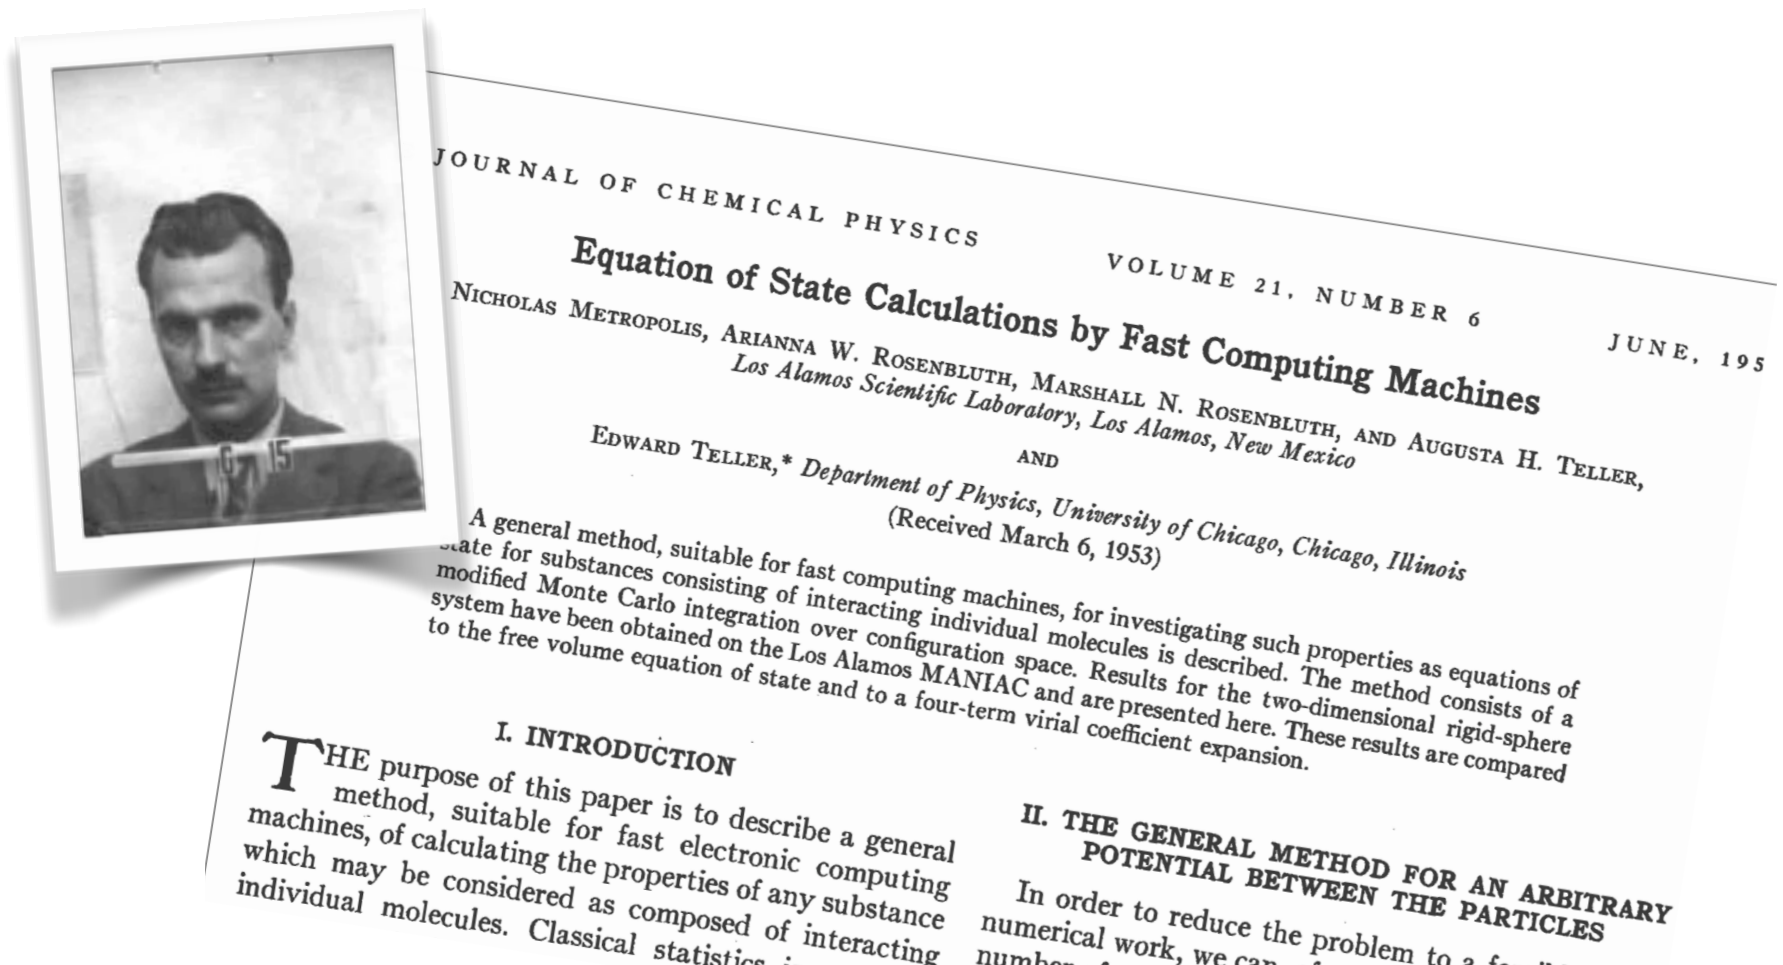 G 15
JOURNAL OF CHEMICAL PHYSICS VOLUME 21, NUMBER 6 JUNE, 195
Equation of State Calculations by Fast Computing Machines
NICHOLAS METROPOLIS, ARIANNA W. ROSENBLUTH, MARSHALL N. ROSENBLUTH, AND AUGUSTA H. TELLER,
Los Alamos Scientific Laboratory, Los Alamos, New Mexico
AND
EDWARD TELLER,* Department of Physics, University of Chicago, Chicago, Illinois
(Received March 6, 1953)
A general method, suitable for fast computing machines, for investigating such properties as equations of
state for substances consisting of interacting individual molecules is described. The method consists of a
modified Monte Carlo integration over configuration space. Results for the two-dimensional rigid-sphere
system have been obtained on the Los Alamos MANIAC and are presented here. These results are compared
to the free volume equation of state and to a four-term virial coefficient expansion.
I. INTRODUCTION
THE purpose of this paper is to describe a general
method, suitable for fast electronic computing
machines, of calculating the properties of any substance
which may be considered as composed of interacting
individual molecules. Classical statistics
II. THE GENERAL METHOD FOR AN ARBITRARY
POTENTIAL BETWEEN THE PARTICLES
In order to reduce the problem to a
numerical work, we can
number